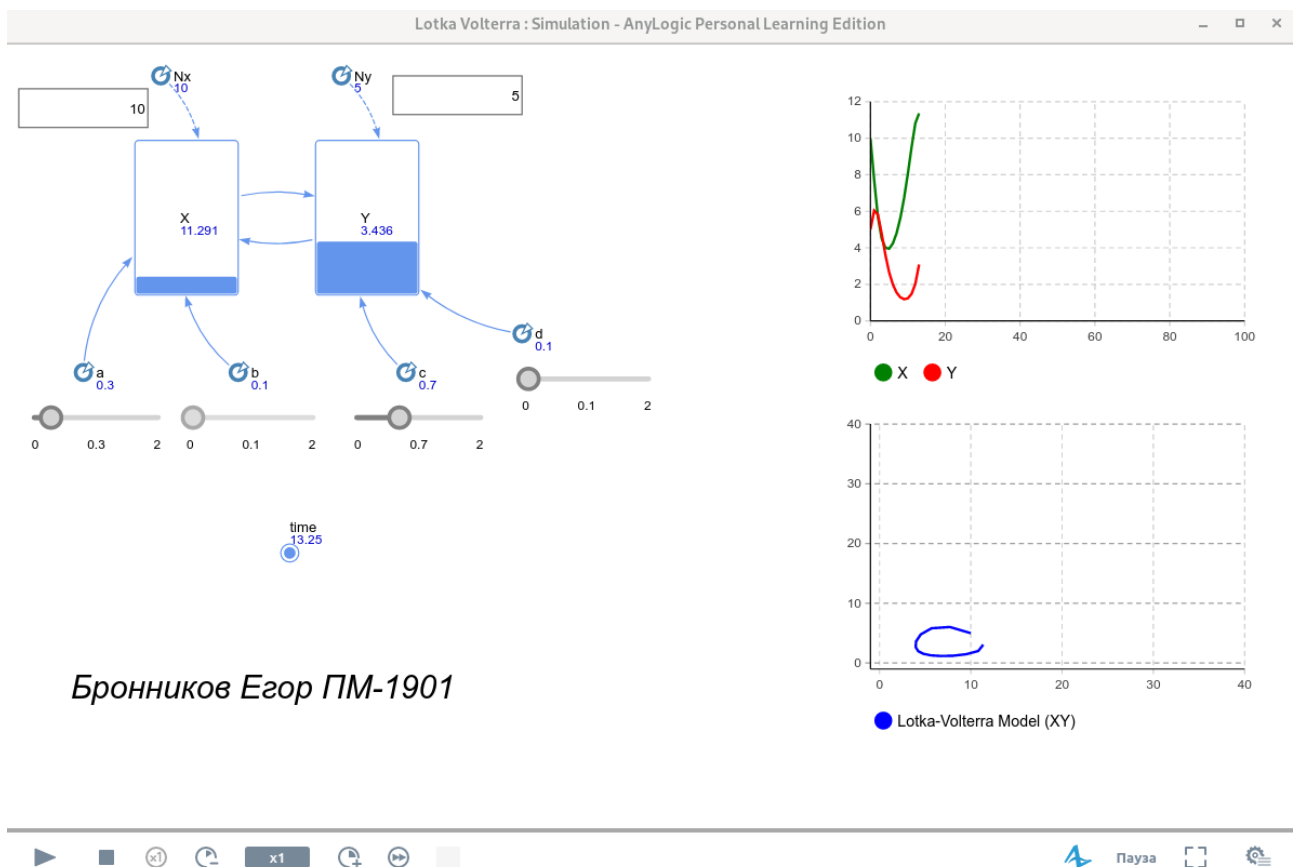 Lotka Volterra : Simulation - AnyLogic Personal Learning Edition
Nx
10
Ny
5
10
5
X
11.291
Y
3.436
a
0.3
b
0.1
c
0.7
d
0.1
0 0.3 2
0 0.1 2
0 0.7 2
0 0.1 2
time
13.25
Бронников Егор ПМ-1901
12
10
8
6
4
2
0
0 20 40 60 80 100
X Y
40
30
20
10
0
0 10 20 30 40
Lotka-Volterra Model (XY)
x1 x1 Пауза